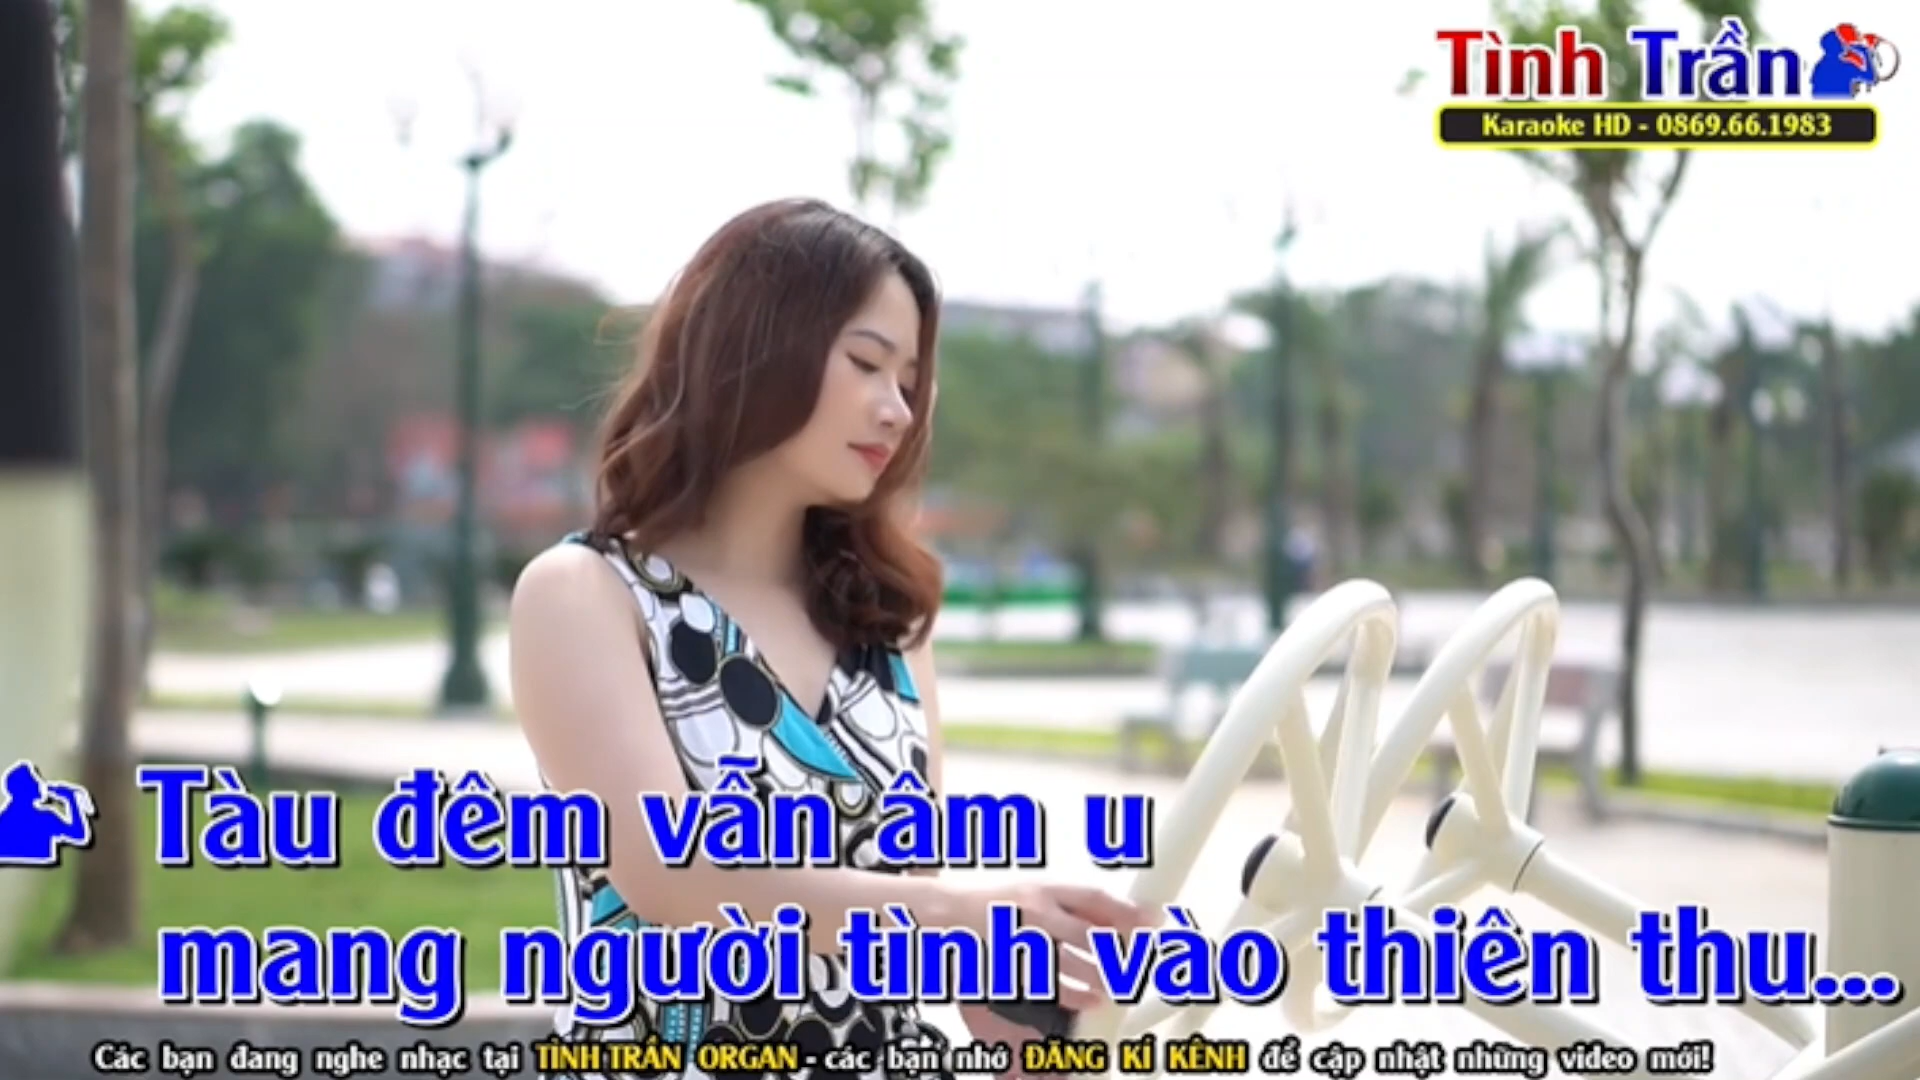 Tình Trần
Karaoke HD - 0869.66.1983
Tàu đêm vẫn âm u
mang người tình vào thiên thu...
Các bạn đang nghe nhạc tại TÌNH TRẦN ORGAN - các bạn nhớ ĐĂNG KÍ KÊNH để cập nhật những video mới!